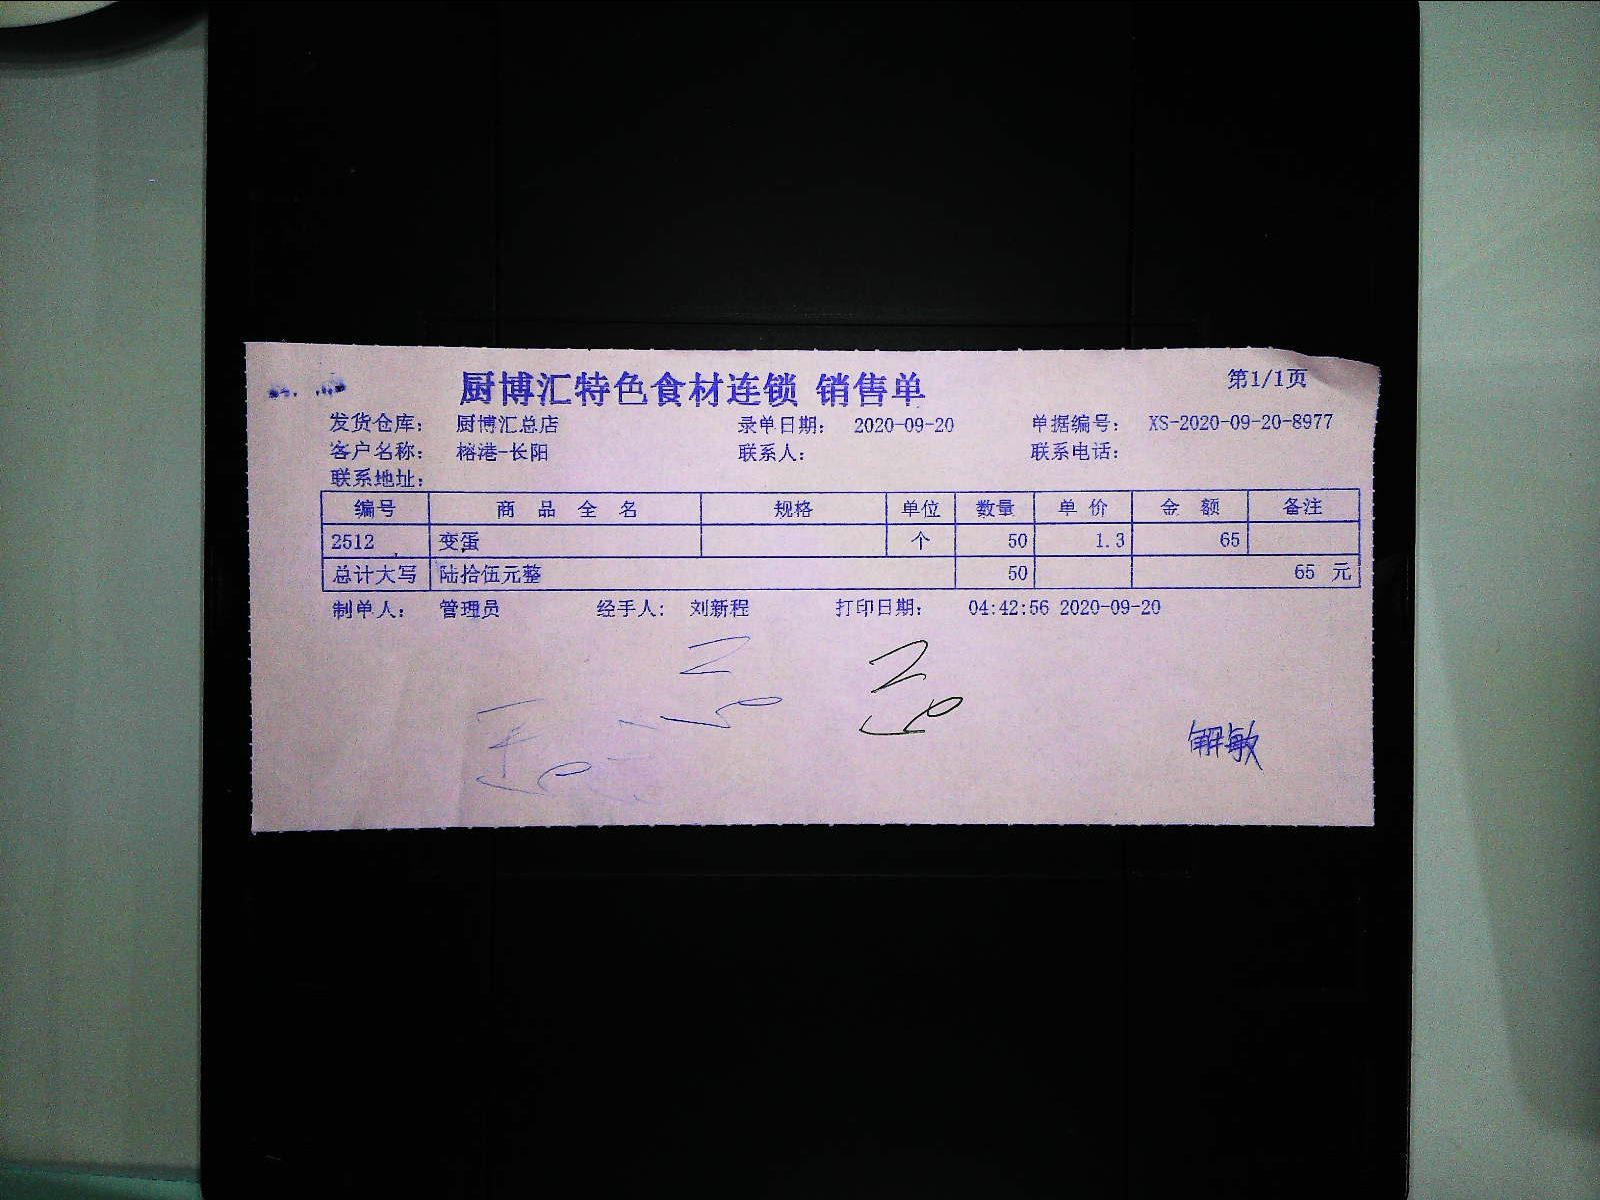 厨博汇特色食材连锁 销售单 第1/1页
发货仓库： 厨博汇总店 录单日期： 2020-09-20 单据编号： XS-2020-09-20-8977
客户名称： 榕港-长阳 联系人： 联系电话：
联系地址：
编号 商品全名 规格 单位 数量 单价 金额 备注
2512 变蛋 个 50 1.3 65
总计大写 陆拾伍元整 50 65 元
制单人： 管理员 经手人： 刘新程 打印日期： 04:42:56 2020-09-20